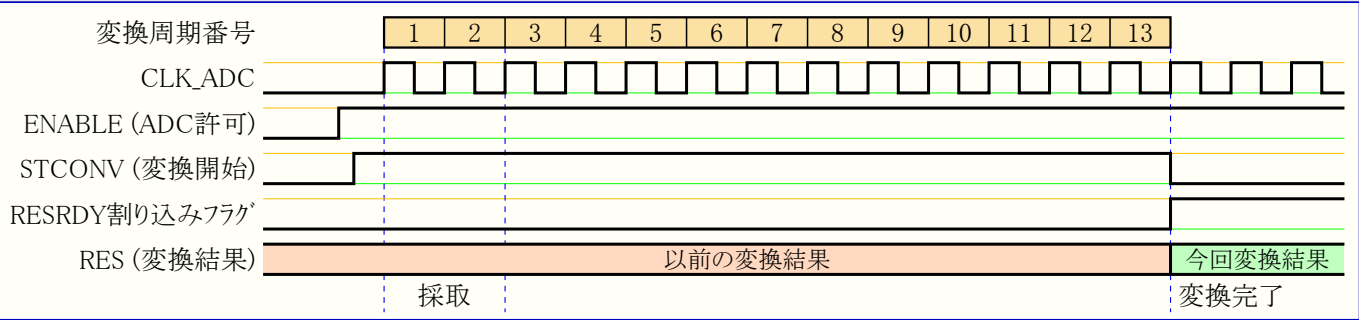 変換周期番号 1 2 3 4 5 6 7 8 9 10 11 12 13
CLK_ADC
ENABLE (ADC許可)
STCONV (変換開始)
RESRDY割り込みフラグ
RES (変換結果) 以前の変換結果 今回変換結果
採取 変換完了